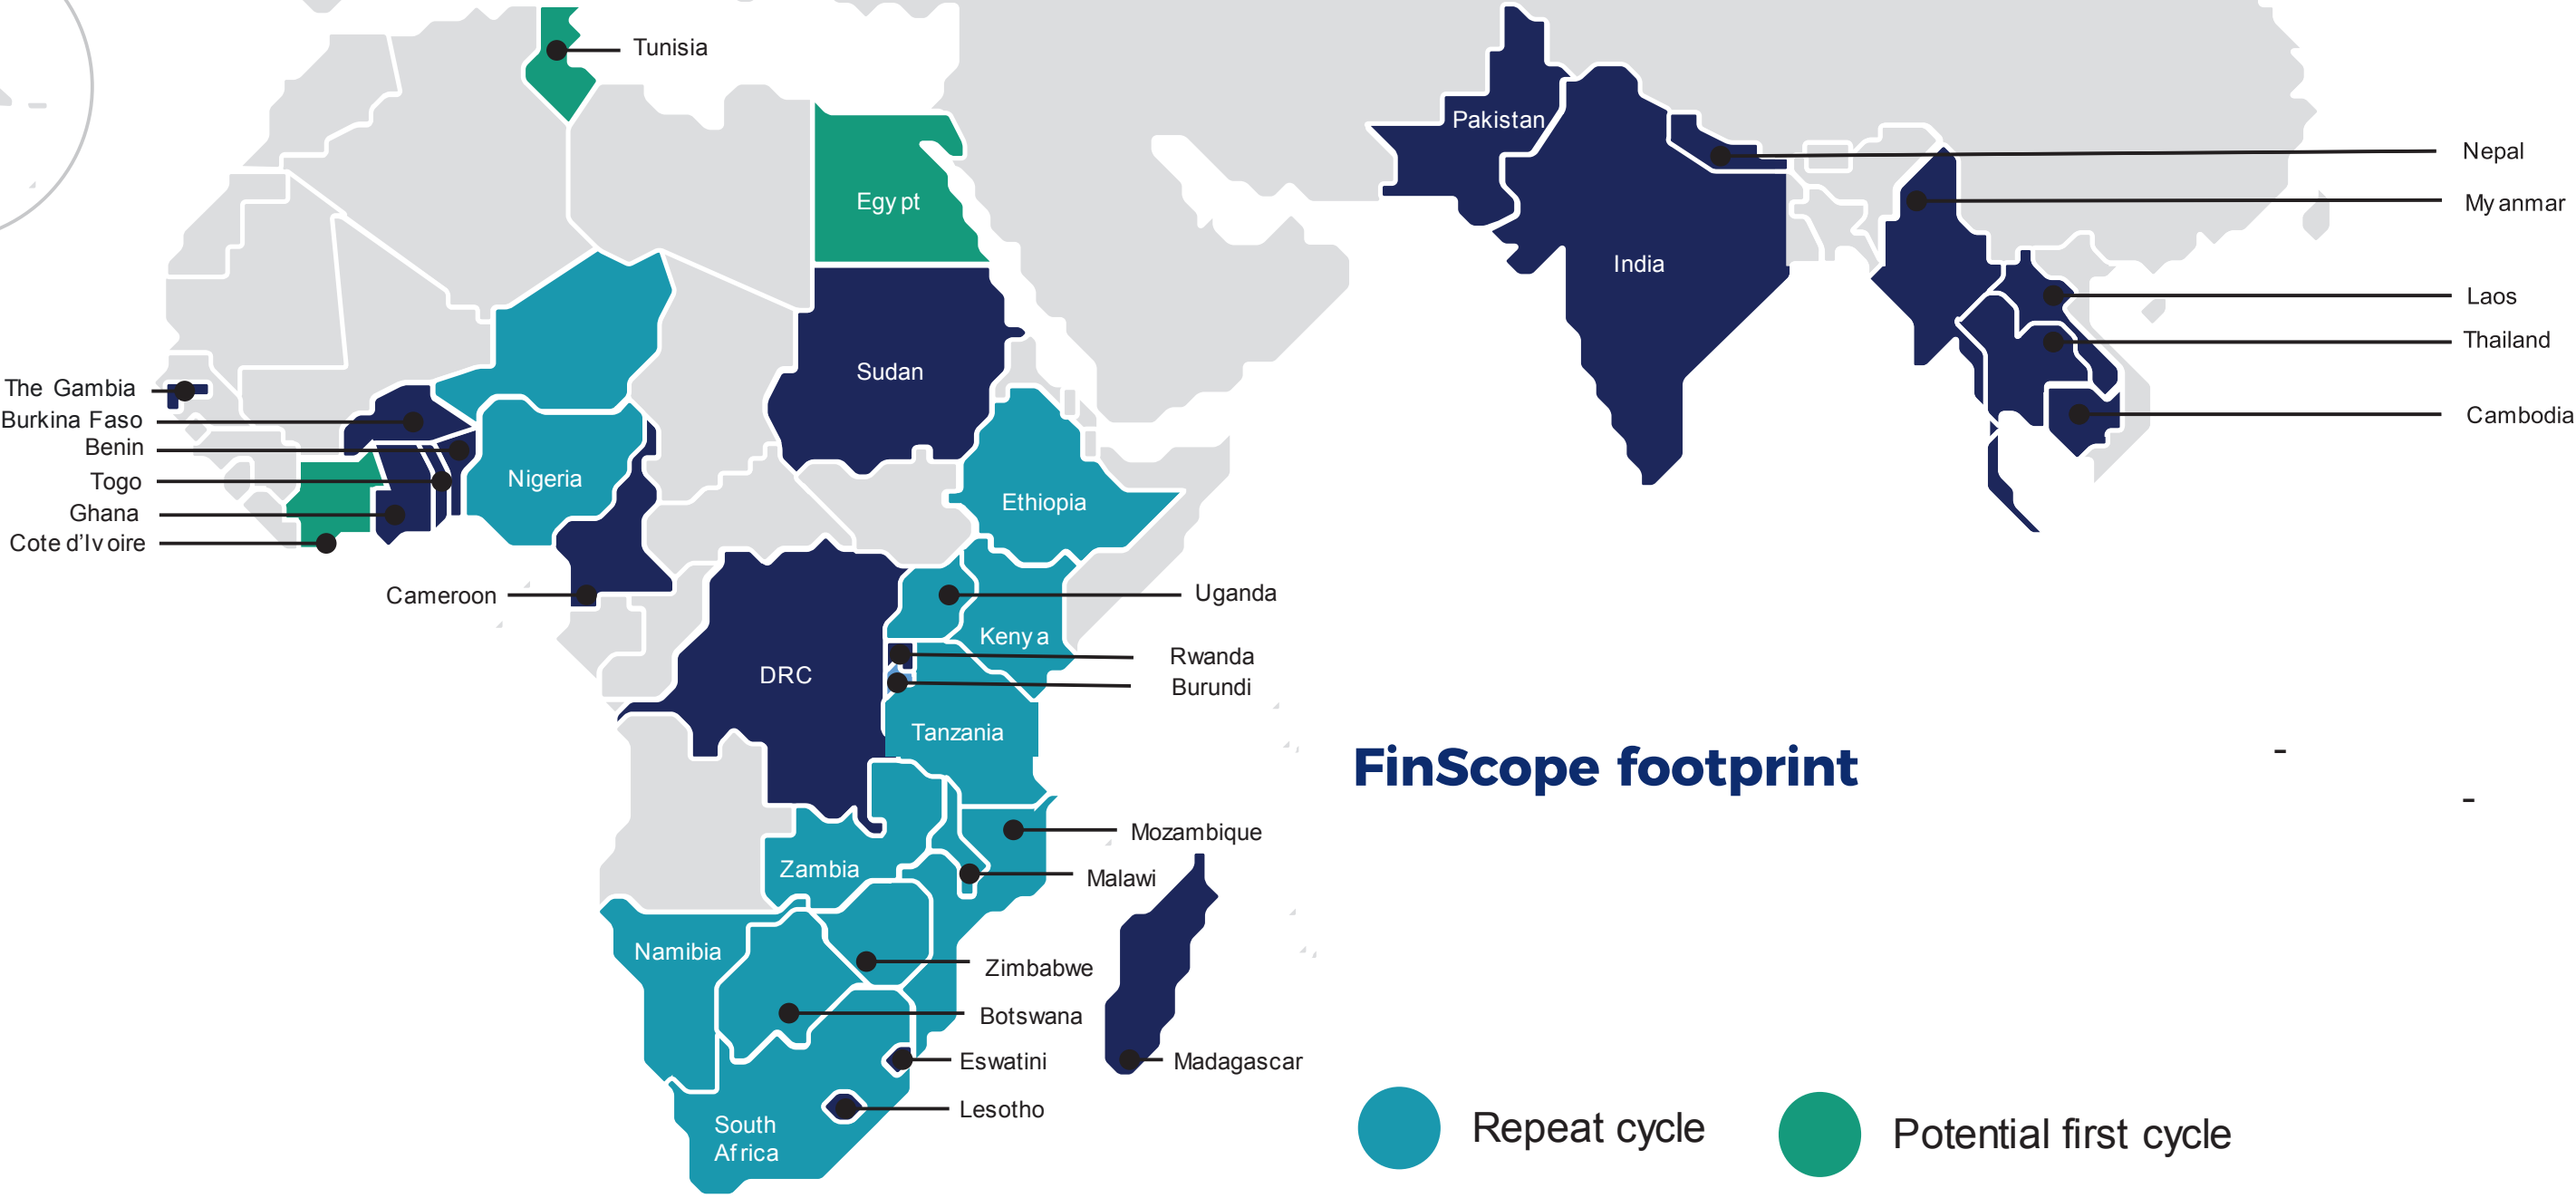 Tunisia
Pakistan
Nepal
Egypt
Myanmar
India
Laos
Thailand
Sudan
The Gambia
Burkina Faso
Cambodia
Benin
Nigeria
Togo
Ethiopia
Ghana
Cote d'Ivoire
Cameroon
Uganda
Kenya
Rwanda
DRC
Burundi
Tanzania
FinScope footprint
-
-
Mozambique
Zambia
Malawi
Namibia
Zimbabwe
Botswana
Eswatini
Madagascar
Lesotho
South
Africa
Repeat cycle
Potential first cycle